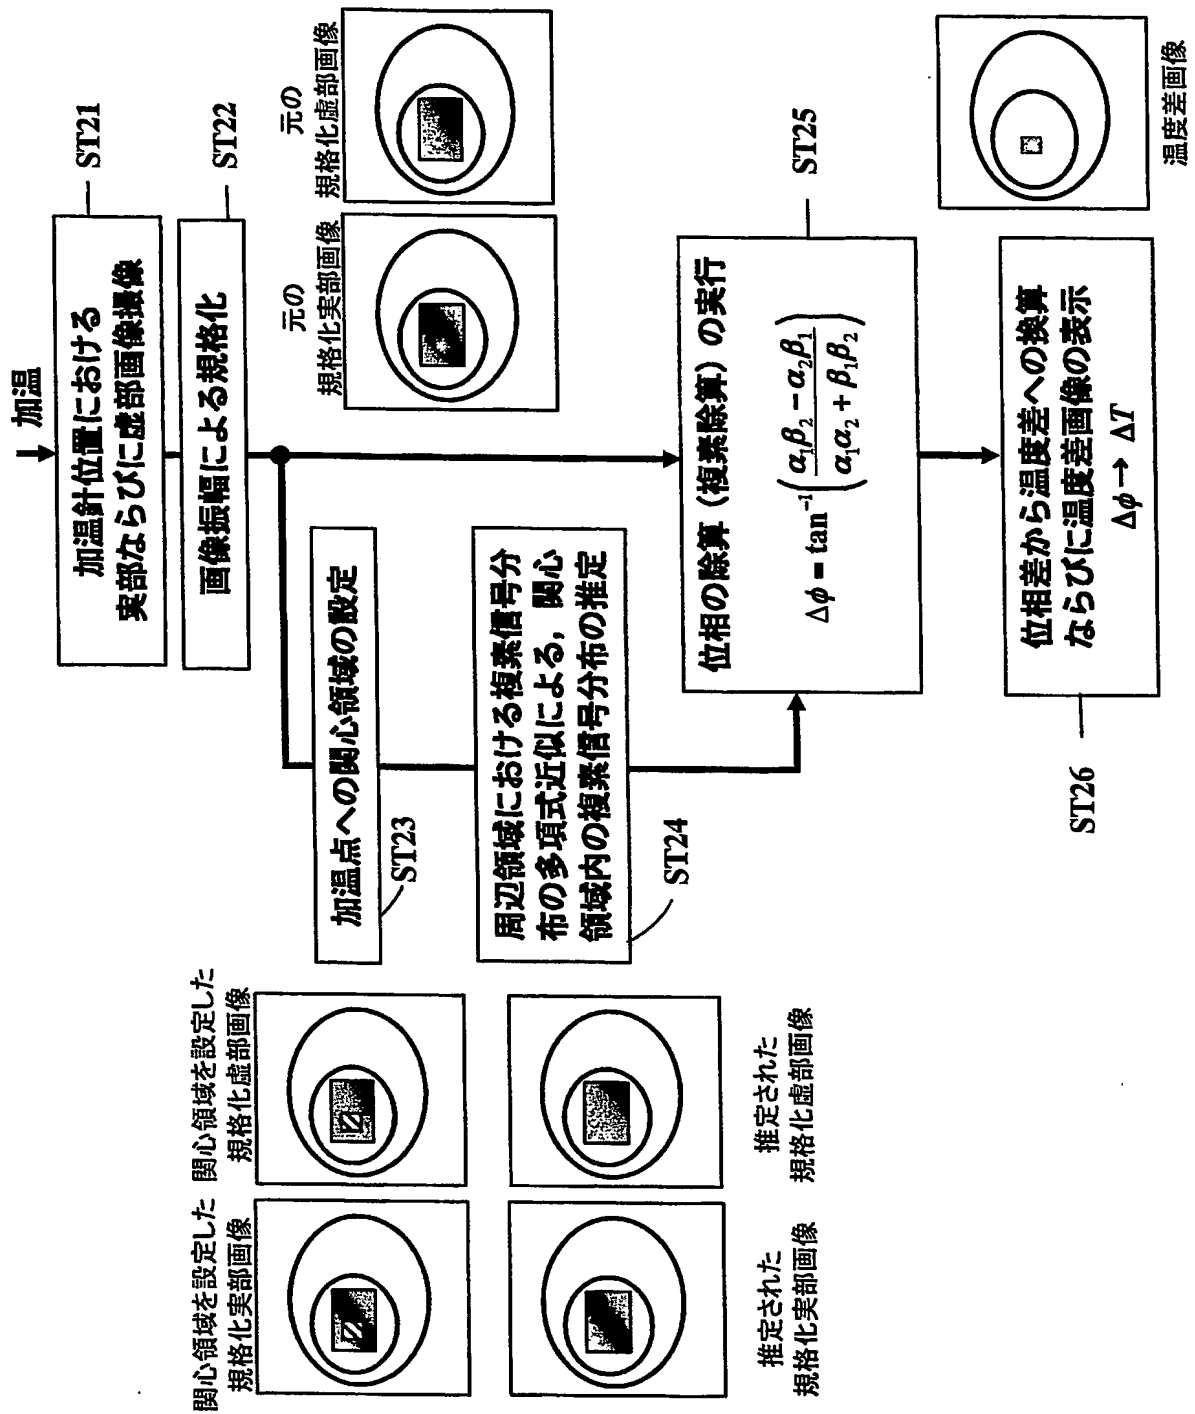 加温
加温針位置における
実部ならびに虚部画像撮像
ST21
画像振幅による規格化
ST22
元の
規格化実部画像
元の
規格化虚部画像
加温点への関心領域の設定
ST23
関心領域を設定した
規格化実部画像
関心領域を設定した
規格化虚部画像
周辺領域における複素信号分
布の多項式近似による，関心
領域内の複素信号分布の推定
ST24
推定された
規格化実部画像
推定された
規格化虚部画像
位相の除算（複素除算）の実行
Δϕ = tan⁻¹(α₁β₂ − α₂β₁ / α₁α₂ + β₁β₂)
ST25
位相差から温度差への換算
ならびに温度差画像の表示
Δϕ → ΔT
ST26
温度差画像